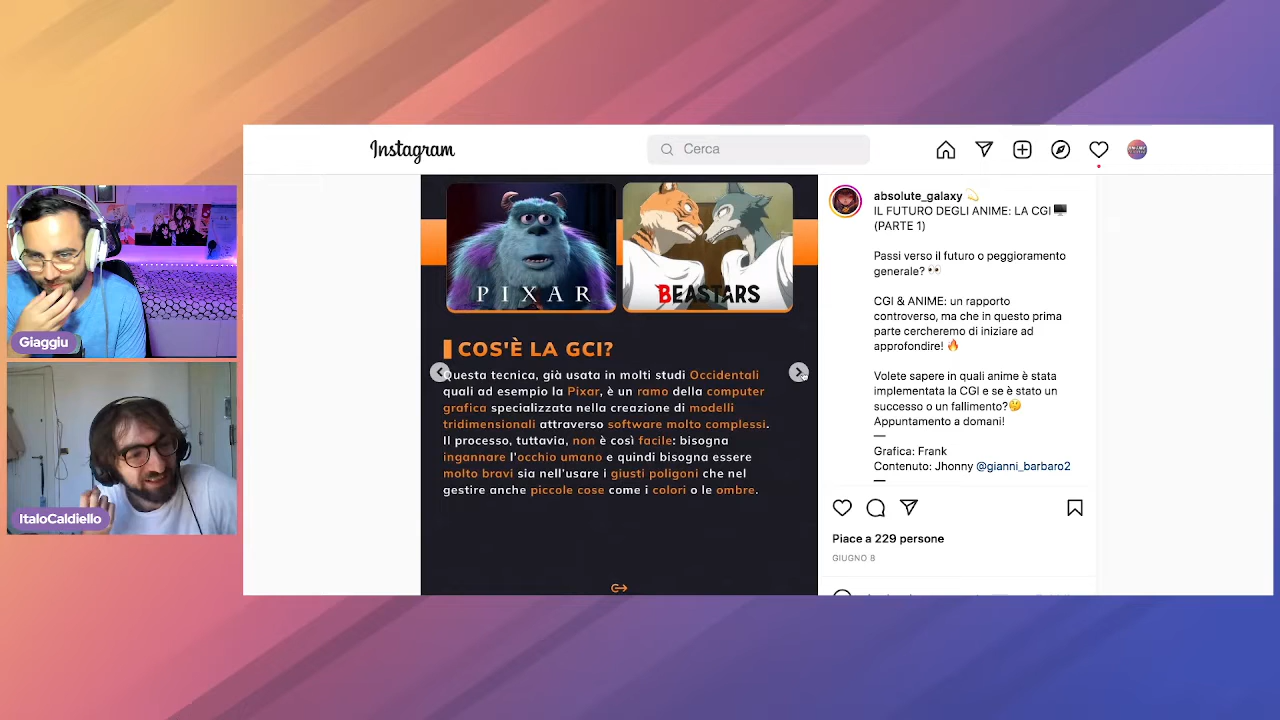 Instagram
Cerca
PIXAR
BEASTARS
COS'È LA GCI?
Questa tecnica, già usata in molti studi Occidentali
quali ad esempio la Pixar, è un ramo della computer
grafica specializzata nella creazione di modelli
tridimensionali attraverso software molto complessi.
Il processo, tuttavia, non è così facile: bisogna
ingannare l'occhio umano e quindi bisogna essere
molto bravi sia nell'usare i giusti poligoni che nel
gestire anche piccole cose come i colori o le ombre.
absolute_galaxy 💫
IL FUTURO DEGLI ANIME: LA CGI🖥️
(PARTE 1)
Passi verso il futuro o peggioramento
generale? 👀
CGI & ANIME: un rapporto
controverso, ma che in questo prima
parte cercheremo di iniziare ad
approfondire! 🔥
Volete sapere in quali anime è stata
implementata la CGI e se è stato un
successo o un fallimento?🤔
Appuntamento a domani!
—
Grafica: Frank
Contenuto: Jhonny @gianni_barbaro2
—
Piace a 229 persone
GIUGNO 8
Giaggiu
ItaloCaldiello